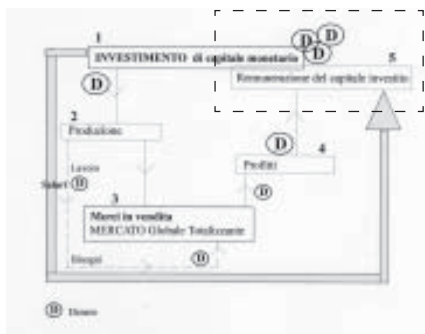 1
INVESTIMENTO di capitale monetario
D
D
D
5
Remunerazione del capitale investito
D
2
Produzione
D
4
Profitti
Lavoro
Salari D
D
3
Merci in vendita
MERCATO Globale Totalizzante
Bisogni
D
D Denaro